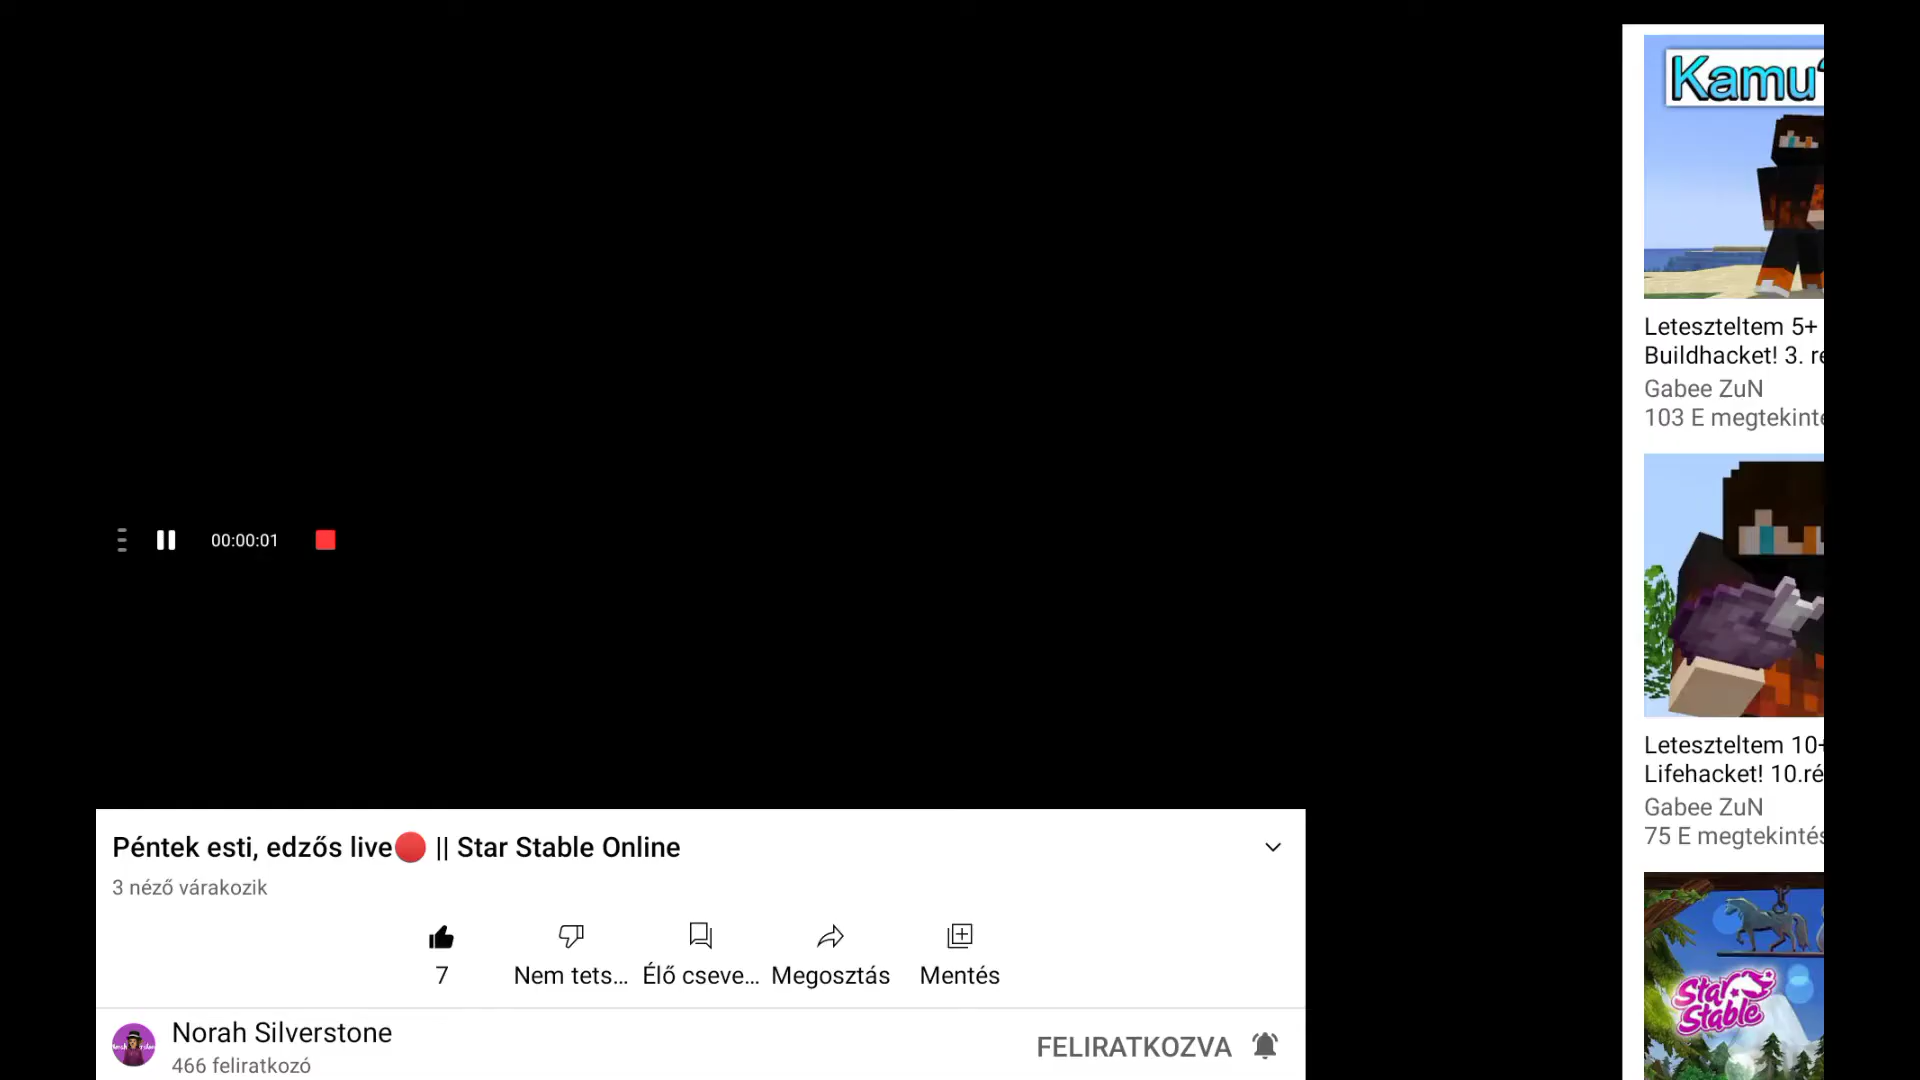 Kamu
Leteszteltem 5+
Buildhacket! 3.
Gabee ZuN
103 E
00:00:01
Leteszteltem 10+
Lifehacket! 10.ré
Gabee ZuN
75 E
Star
Stable
Péntek esti, edzős live🔴 || Star Stable Online
3 néző várakozik
7
Nem tets...
Élő cseve...
Megosztás
Mentés
Norah Silverstone
466 feliratkozó
FELIRATKOZVA